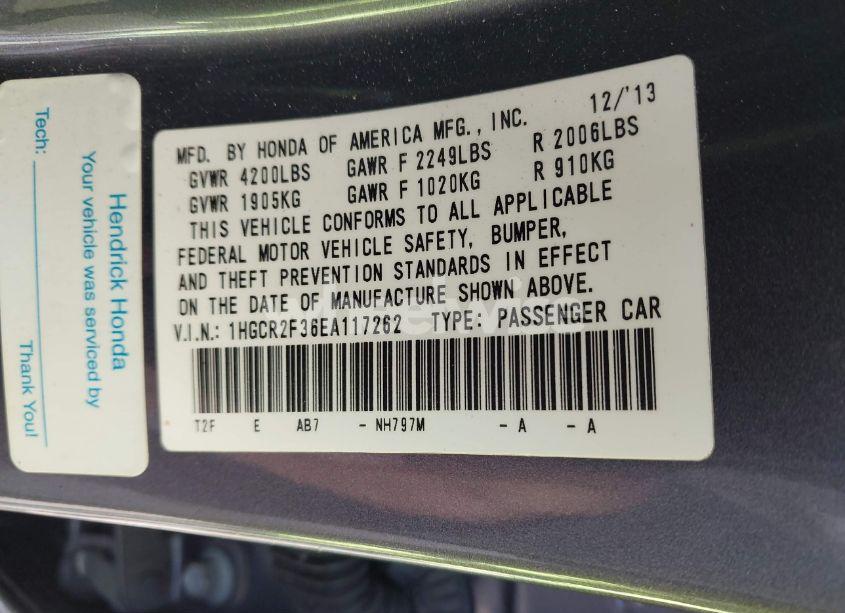 Hendrick Honda
Your vehicle was serviced by
Tech:
Thank You!
12/'13
MFD. BY HONDA OF AMERICA MFG., INC.
GVWR 4200LBS GAWR F 2249LBS R 2006LBS
GVWR 1905KG GAWR F 1020KG R 910KG
THIS VEHICLE CONFORMS TO ALL APPLICABLE
FEDERAL MOTOR VEHICLE SAFETY, BUMPER,
AND THEFT PREVENTION STANDARDS IN EFFECT
ON THE DATE OF MANUFACTURE SHOWN ABOVE.
V.I.N.: 1HGCR2F36EA117262 TYPE: PASSENGER CAR
T2F E AB7 - NH797M - A - A